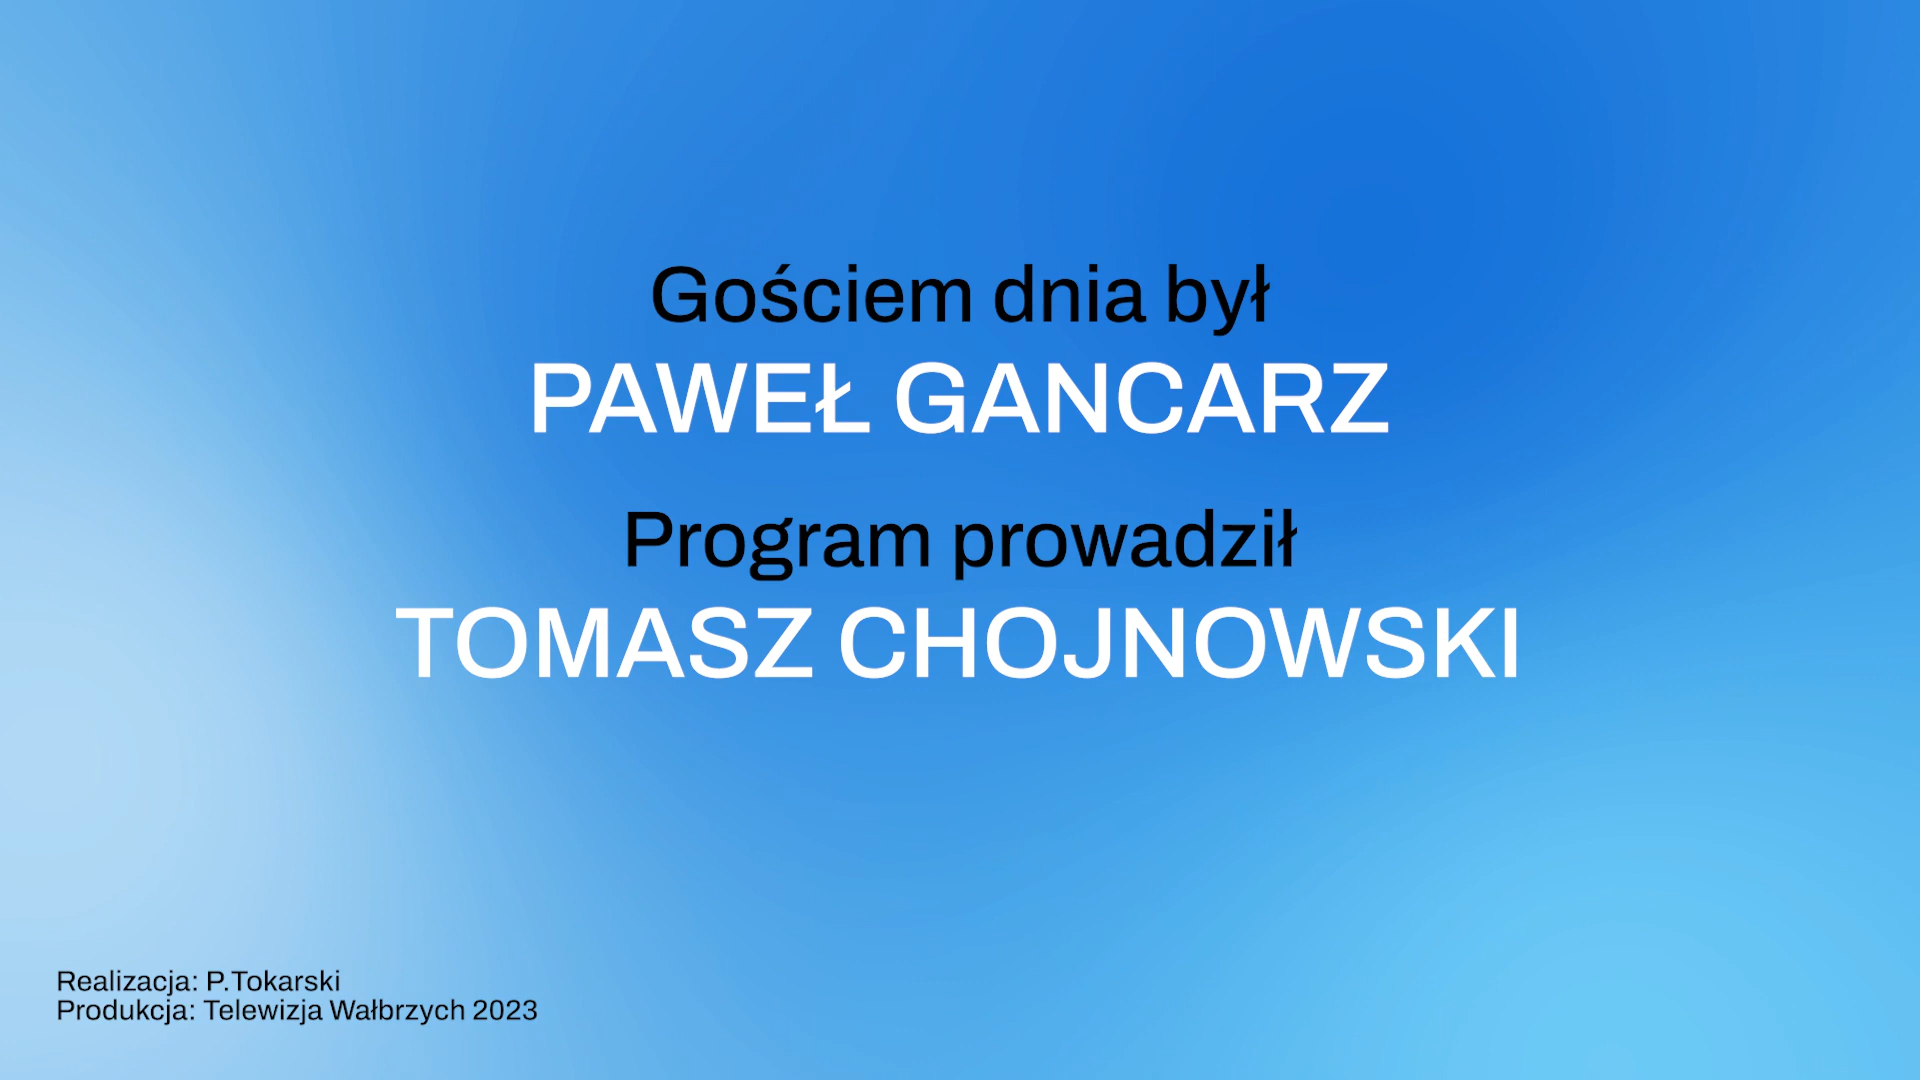 Gościem dnia był
PAWEŁ GANCARZ
Program prowadził
TOMASZ CHOJNOWSKI
Realizacja: P.Tokarski
Produkcja: Telewizja Wałbrzych 2023